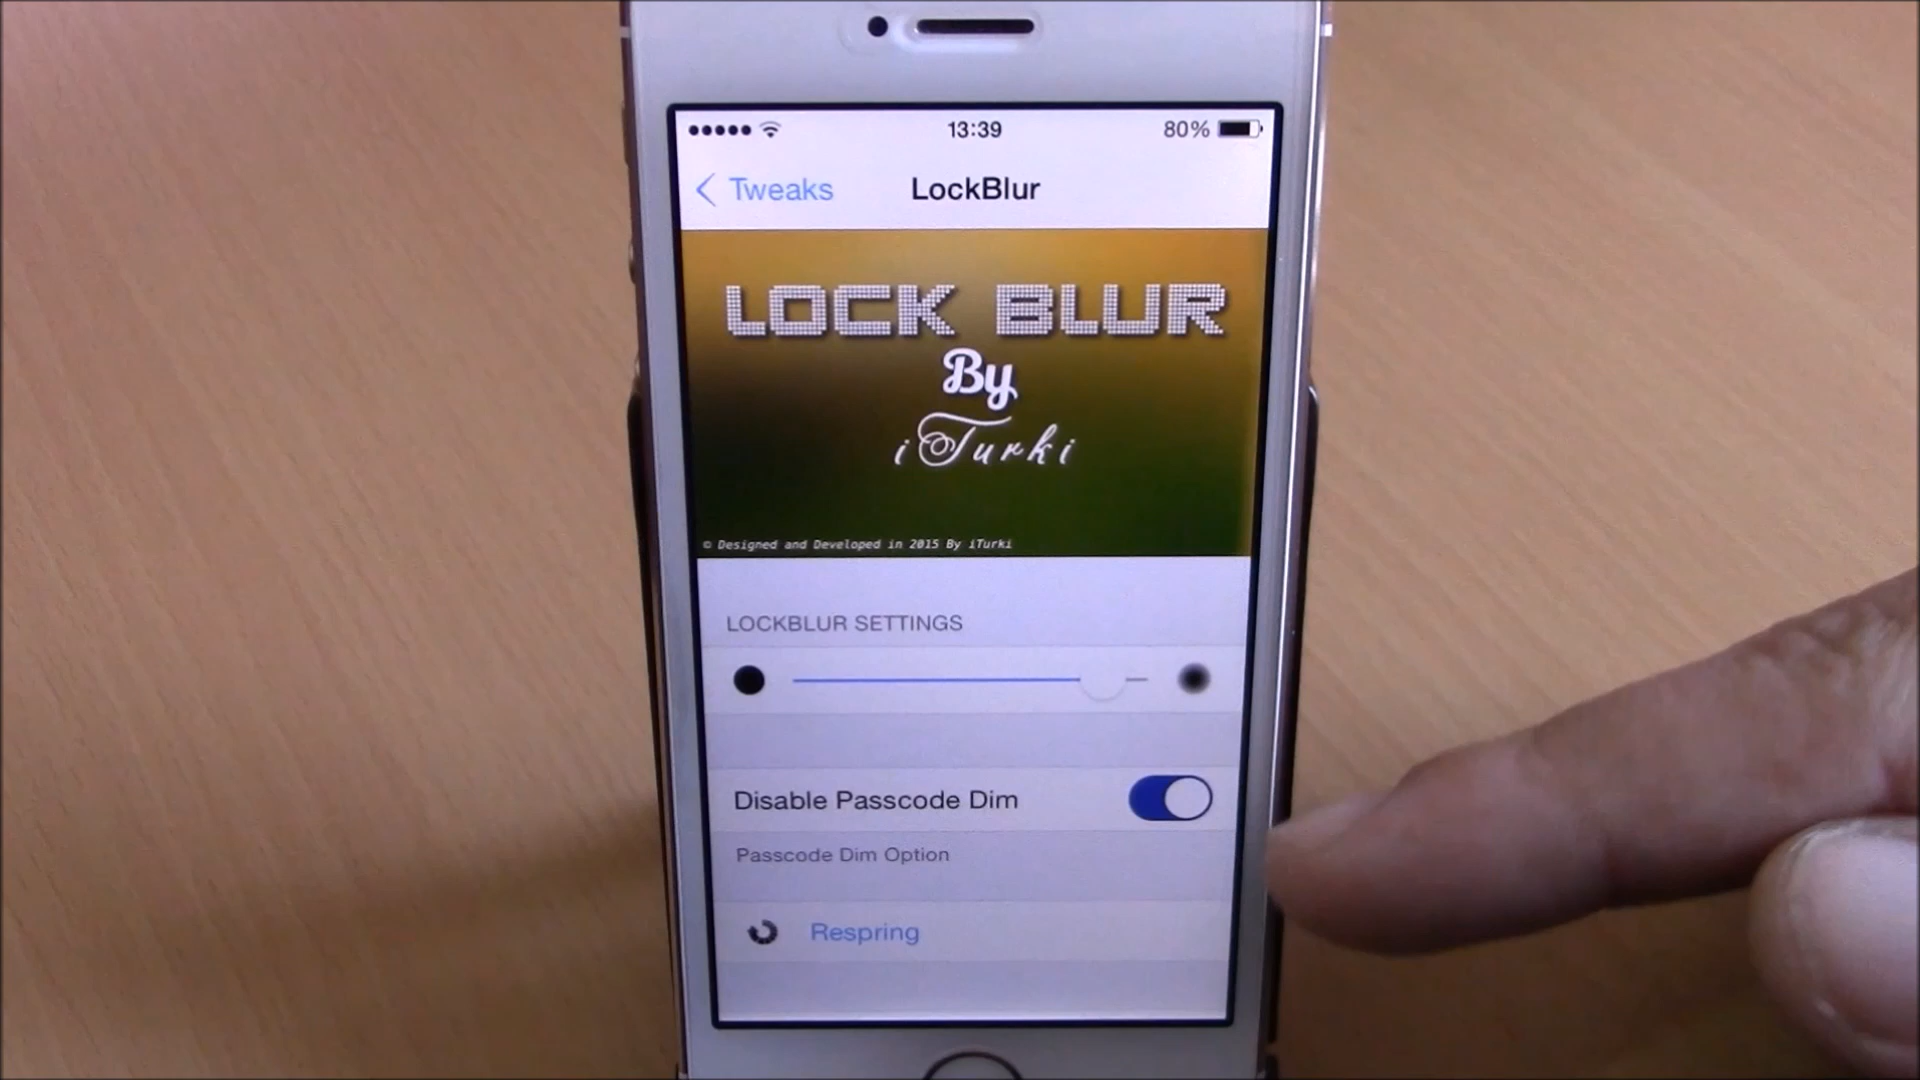 13:39
80%
Tweaks
LockBlur
LOCK BLUR
By
iTurki
© Designed and Developed in 2015 By iTurki
LOCKBLUR SETTINGS
Disable Passcode Dim
Passcode Dim Option
Respring